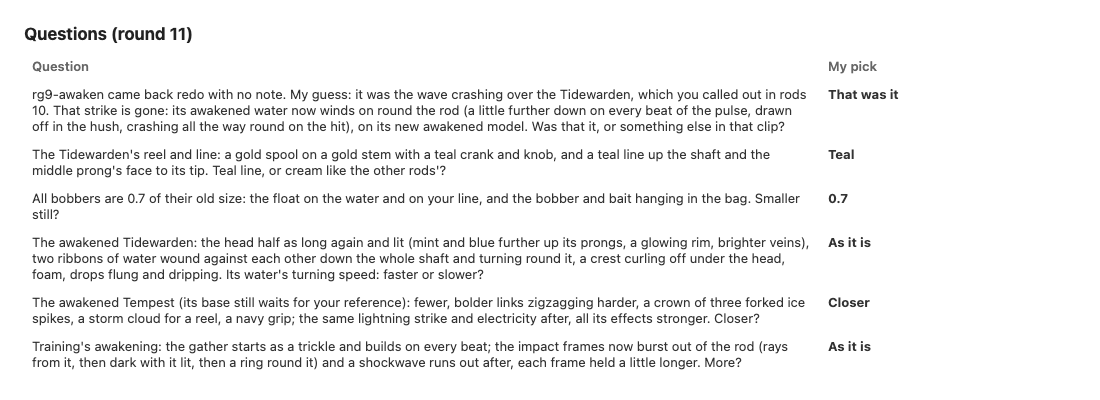 Questions (round 11)
Question My pick
rg9-awaken came back redo with no note. My guess: it was the wave crashing over the Tidewarden, which you called out in rods That was it
10. That strike is gone: its awakened water now winds on round the rod (a little further down on every beat of the pulse, drawn
off in the hush, crashing all the way round on the hit), on its new awakened model. Was that it, or something else in that clip?
The Tidewarden's reel and line: a gold spool on a gold stem with a teal crank and knob, and a teal line up the shaft and the Teal
middle prong's face to its tip. Teal line, or cream like the other rods'?
All bobbers are 0.7 of their old size: the float on the water and on your line, and the bobber and bait hanging in the bag. Smaller 0.7
still?
The awakened Tidewarden: the head half as long again and lit (mint and blue further up its prongs, a glowing rim, brighter veins), As it is
two ribbons of water wound against each other down the whole shaft and turning round it, a crest curling off under the head,
foam, drops flung and dripping. Its water's turning speed: faster or slower?
The awakened Tempest (its base still waits for your reference): fewer, bolder links zigzagging harder, a crown of three forked ice Closer
spikes, a storm cloud for a reel, a navy grip; the same lightning strike and electricity after, all its effects stronger. Closer?
Training's awakening: the gather starts as a trickle and builds on every beat; the impact frames now burst out of the rod (rays As it is
from it, then dark with it lit, then a ring round it) and a shockwave runs out after, each frame held a little longer. More?